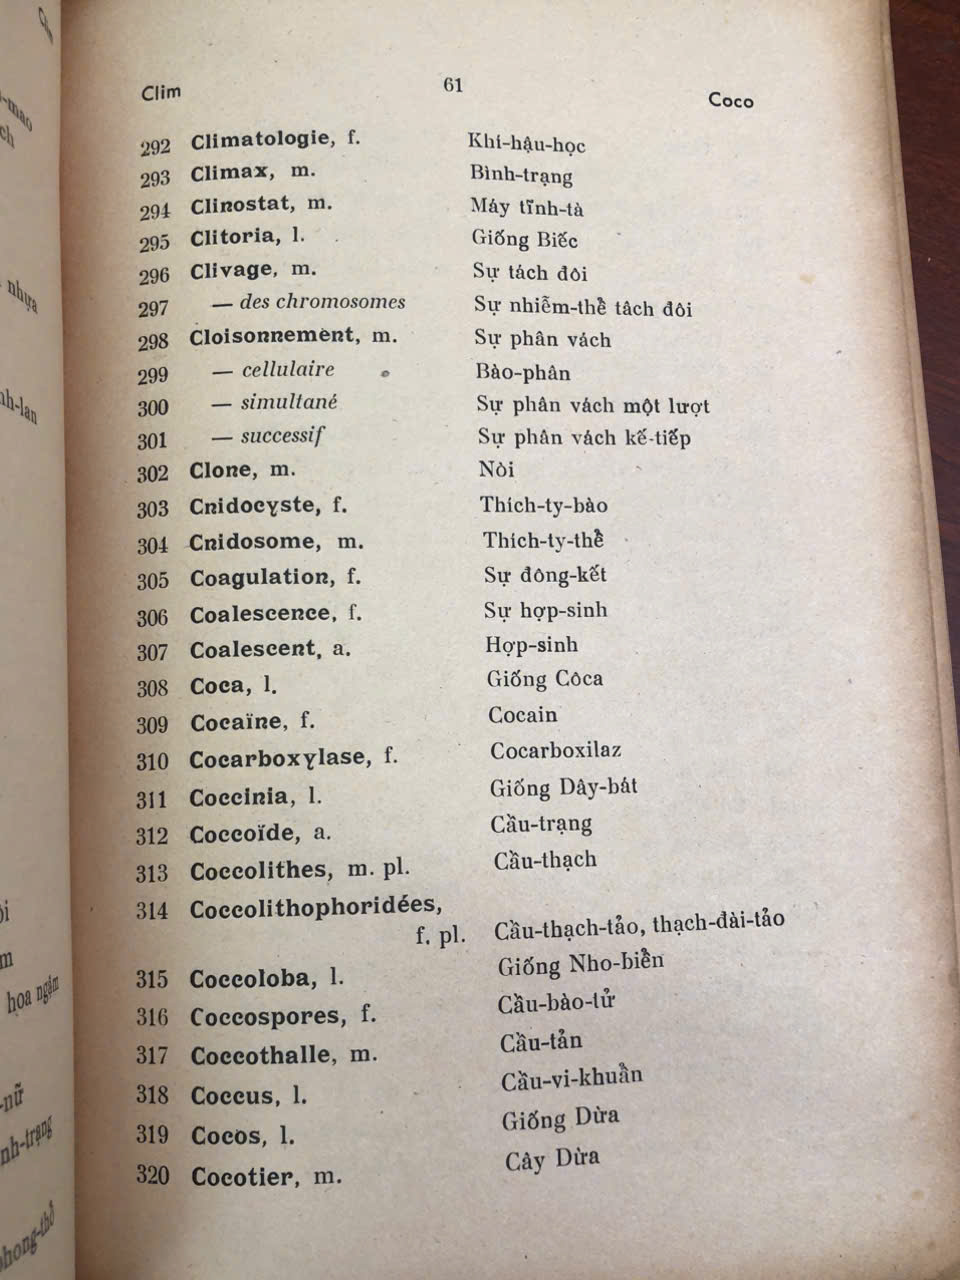 Clim 61 Coco
292 Climatologie, f. Khí-hậu-học
293 Climax, m. Bình-trạng
294 Clinostat, m. Máy tĩnh-tà
295 Clitoria, l. Giống Biếc
296 Clivage, m. Sự tách đôi
297 — des chromosomes Sự nhiễm-thể tâch đôi
298 Cloisonnement, m. Sự phân vách
299 — cellulaire Bào-phân
300 — simultané Sự phân vách một lượt
301 — successif Sự phân vách kế-tiếp
302 Clone, m. Nòi
303 Cnidocyste, f. Thích-ty-bào
304 Cnidosome, m. Thích-ty-thể
305 Coagulation, f. Sự đông-kết
306 Coalescence, f. Sự hợp-sinh
307 Coalescent, a. Hợp-sinh
308 Coca, l. Giống Côca
309 Cocaïne, f. Cocain
310 Cocarboxylase, f. Cocarboxilaz
311 Coccinia, l. Giống Dây-bát
312 Coccoïde, a. Cầu-trạng
313 Coccolithes, m. pl. Cầu-thạch
314 Coccolithophoridées,
f. pl. Cầu-thạch-tảo, thạch-đài-tảo
315 Coccoloba, l. Giống Nho-biển
316 Coccospores, f. Cầu-bào-tử
317 Coccothalle, m. Cầu-tản
318 Coccus, l. Cầu-vi-khuẩn
319 Cocos, l. Giống Dừa
320 Cocotier, m. Cây Dừa
nhựa
họa ngắm